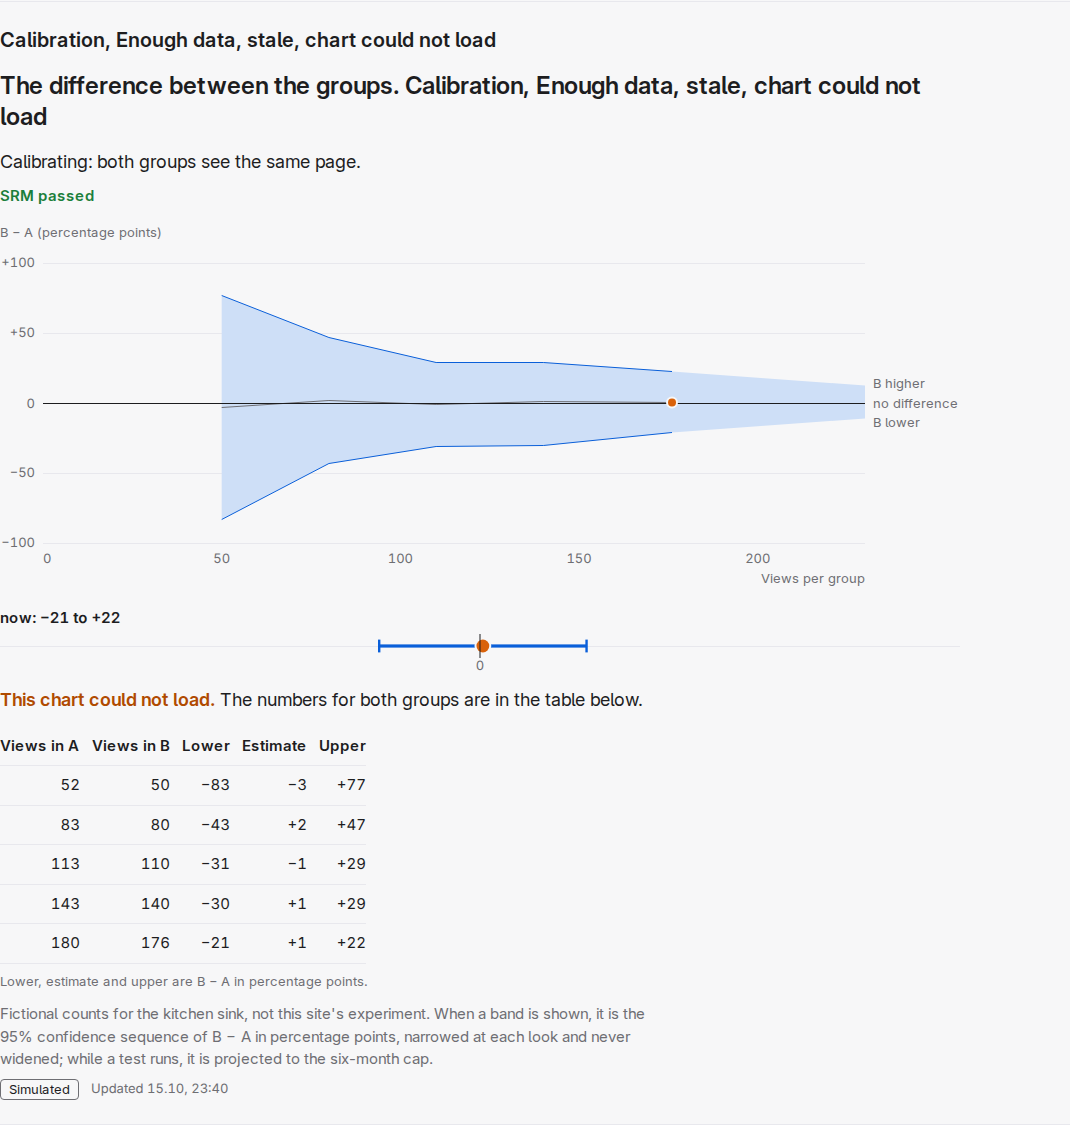 Calibration, Enough data, stale, chart could not load
The difference between the groups. Calibration, Enough data, stale, chart could not
load
Calibrating: both groups see the same page.
SRM passed
B − A (percentage points)
+100
+50
0
−50
−100
B higher
no difference
B lower
0 50 100 150 200
Views per group
now: −21 to +22
0
This chart could not load. The numbers for both groups are in the table below.
Views in A Views in B Lower Estimate Upper
52 50 −83 −3 +77
83 80 −43 +2 +47
113 110 −31 −1 +29
143 140 −30 +1 +29
180 176 −21 +1 +22
Lower, estimate and upper are B − A in percentage points.
Fictional counts for the kitchen sink, not this site's experiment. When a band is shown, it is the
95% confidence sequence of B − A in percentage points, narrowed at each look and never
widened; while a test runs, it is projected to the six-month cap.
Simulated Updated 15.10, 23:40